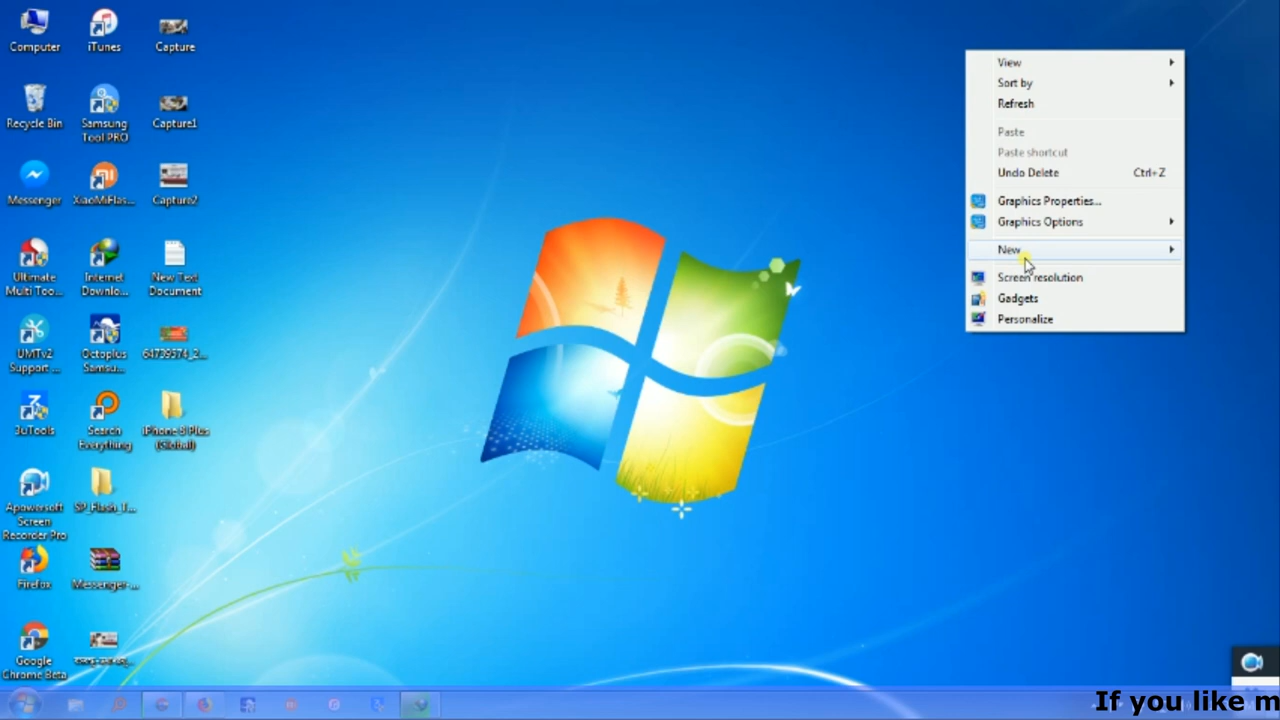 Computer
iTunes
Capture
Recycle Bin
Samsung
Tool PRO
Capture1
Messenger
XiaoMiFlas...
Capture2
Ultimate
Multi Too...
Internet
Downlo...
New Text
Document
UMTv2
Support ...
Octoplus
Samsu...
64739574_2...
3uTools
Search
Everything
iPhone 8 Plus
(Global)
Apowersoft
Screen
Recorder Pro
SP_Flash_T...
Firefox
Messenger-...
Google
Chrome Beta
View
Sort by
Refresh
Paste
Paste shortcut
Undo Delete Ctrl+Z
Graphics Properties...
Graphics Options
New
Screen resolution
Gadgets
Personalize
If you like m